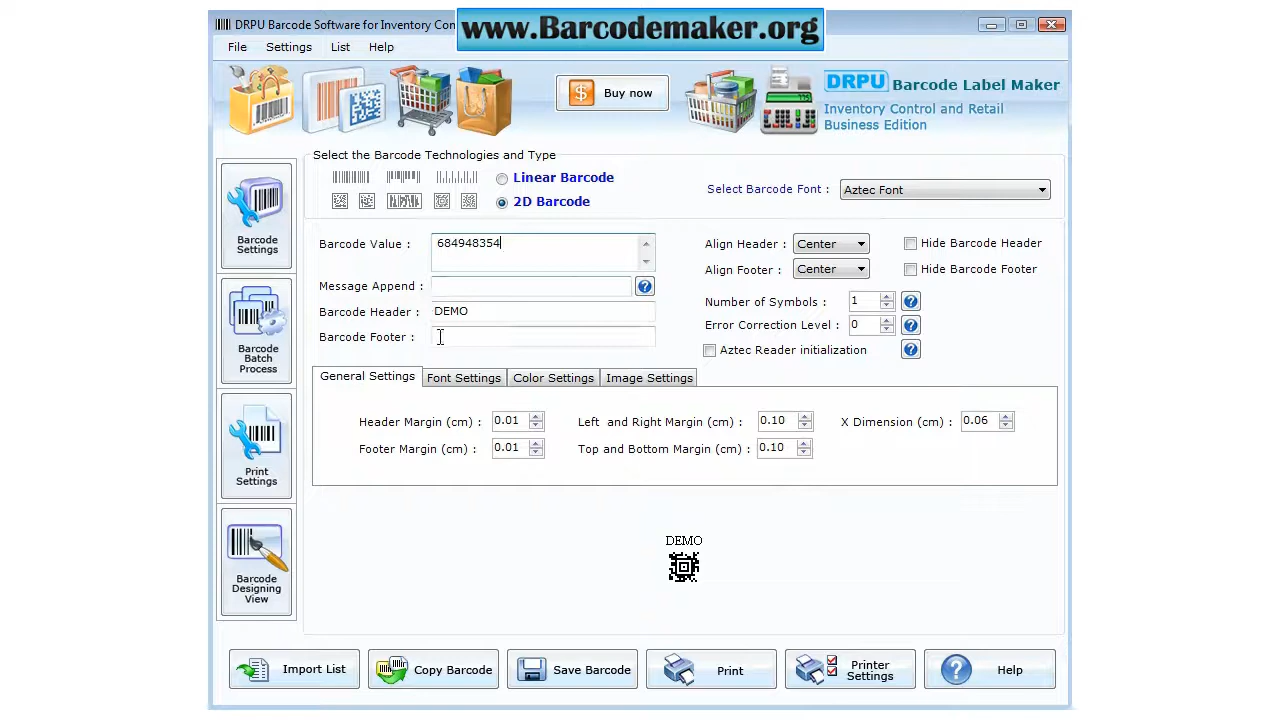 DRPU Barcode Software for Inventory Con
www.Barcodemaker.org
File Settings List Help
Buy now
DRPU Barcode Label Maker
Inventory Control and Retail
Business Edition
Select the Barcode Technologies and Type
Linear Barcode
2D Barcode
Select Barcode Font : Aztec Font
Barcode Settings
Barcode Batch Process
Print Settings
Barcode Designing View
Barcode Value : 684948354
Message Append :
Barcode Header : DEMO
Barcode Footer :
Align Header : Center Hide Barcode Header
Align Footer : Center Hide Barcode Footer
Number of Symbols : 1
Error Correction Level : 0
Aztec Reader initialization
General Settings Font Settings Color Settings Image Settings
Header Margin (cm) : 0.01 Left and Right Margin (cm) : 0.10 X Dimension (cm) : 0.06
Footer Margin (cm) : 0.01 Top and Bottom Margin (cm) : 0.10
DEMO
Import List Copy Barcode Save Barcode Print Printer Settings Help